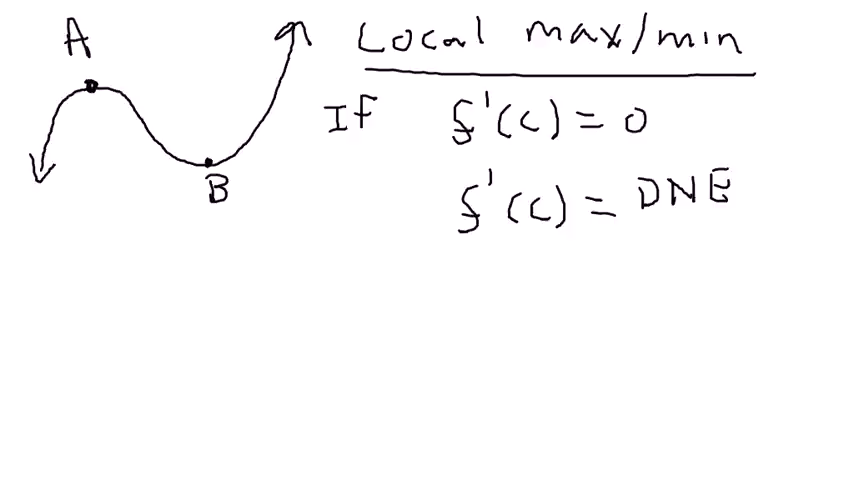 A
Local max/min
If f'(c) = 0
f'(c) = DNE
B